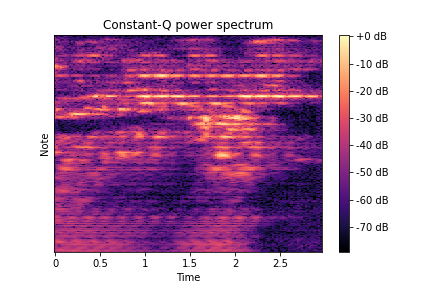 Constant-Q power spectrum
+0 dB
-10 dB
-20 dB
-30 dB
-40 dB
-50 dB
-60 dB
-70 dB
Note
0
0.5
1
1.5
2
2.5
Time